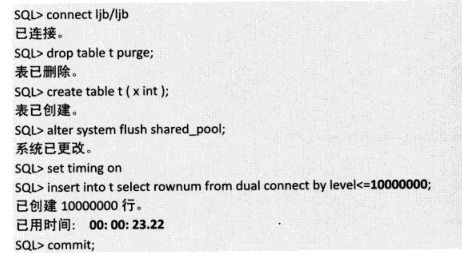 SQL> connect ljb/ljb
已连接。
SQL> drop table t purge;
表已删除。
SQL> create table t ( x int );
表已创建。
SQL> alter system flush shared_pool;
系统已更改。
SQL> set timing on
SQL> insert into t select rownum from dual connect by level<=10000000;
已创建 10000000 行。
已用时间: 00: 00: 23.22
SQL> commit;